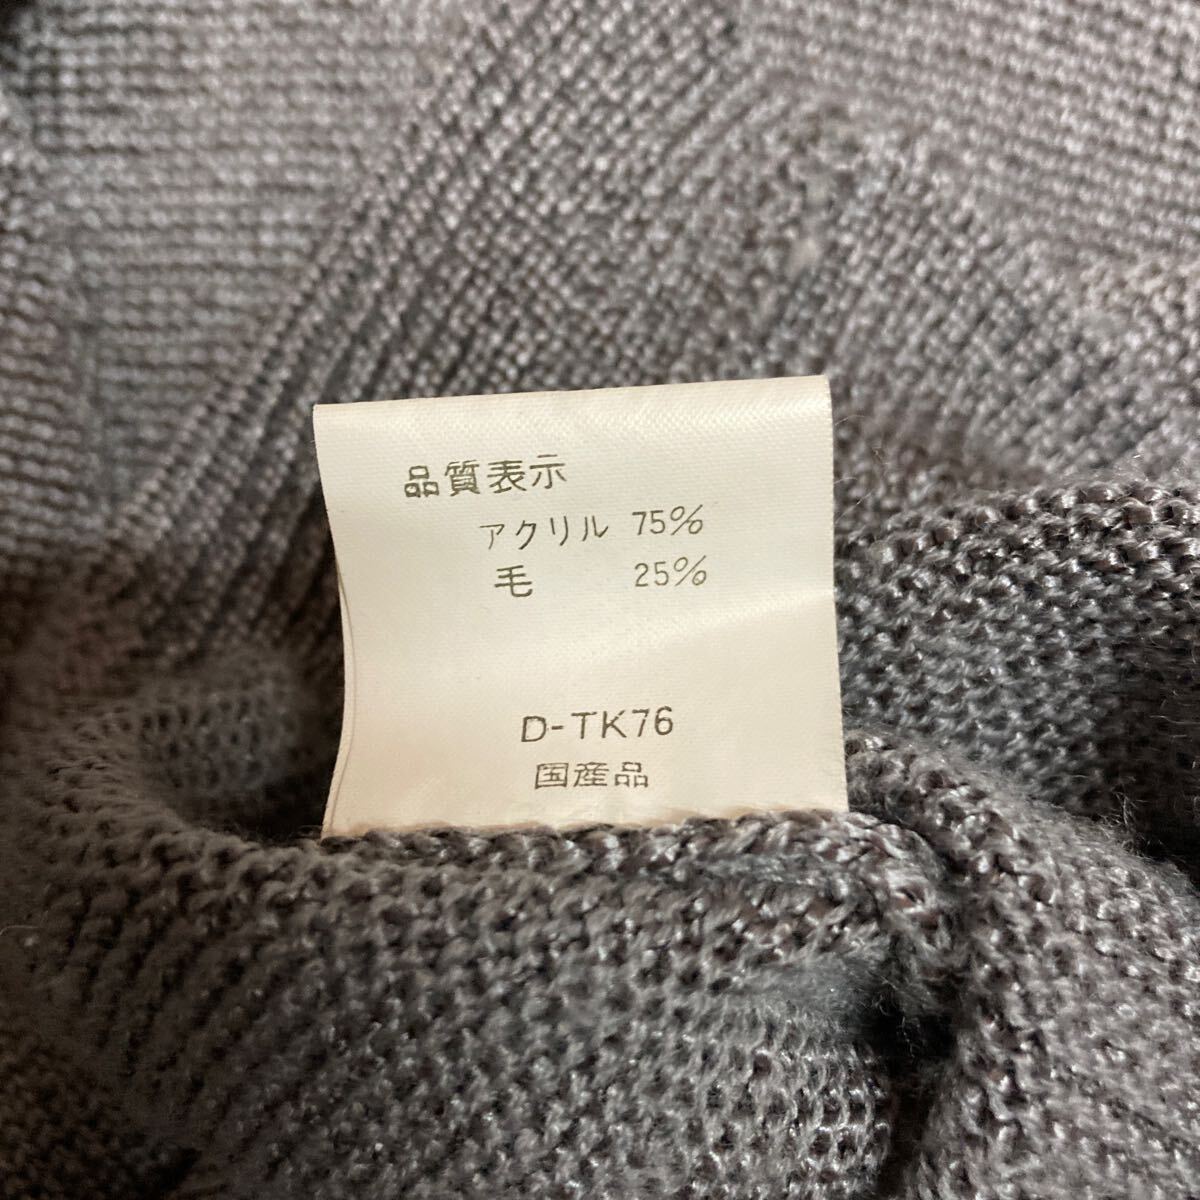 品質表示
アクリル 75%
毛 25%
D-TK76
国産品